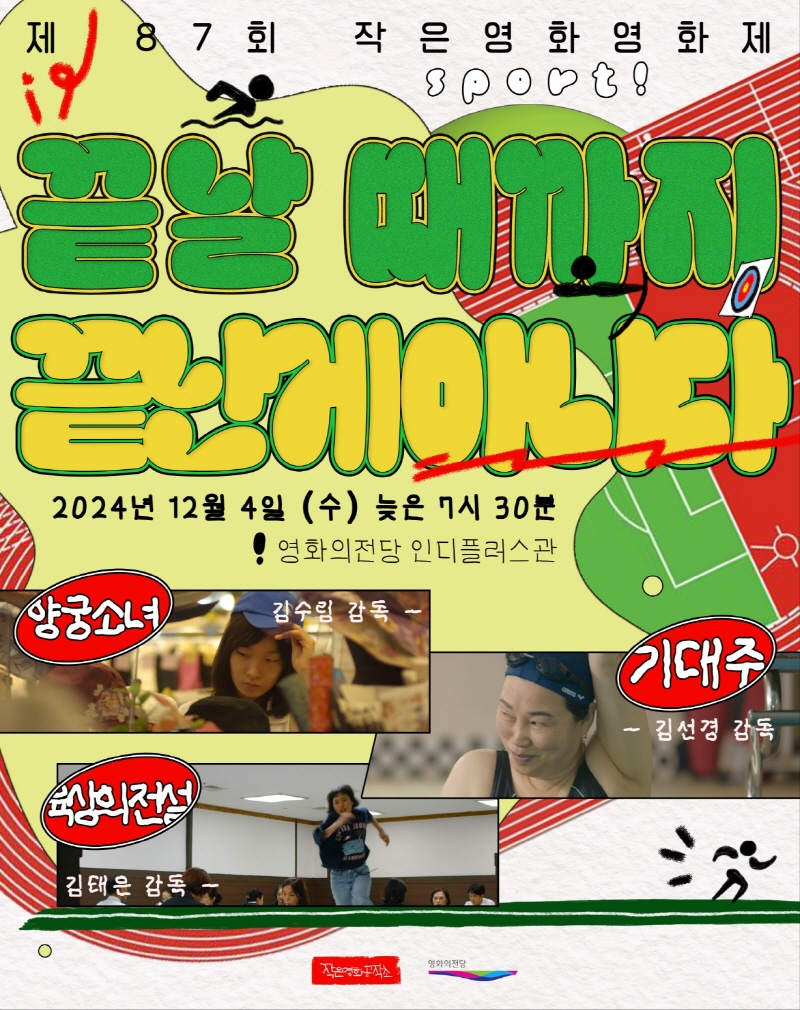 제 87회 작은영화영화제
sport!
끝날 때까지
끝난게아니다
2024년 12월 4일 (수) 늦은 7시 30분
! 영화의전당 인디플러스관
양궁소녀
김수림 감독 –
기대주
– 김선경 감독
육상의전설
김태은 감독 –
작은영화공작소
영화의전당